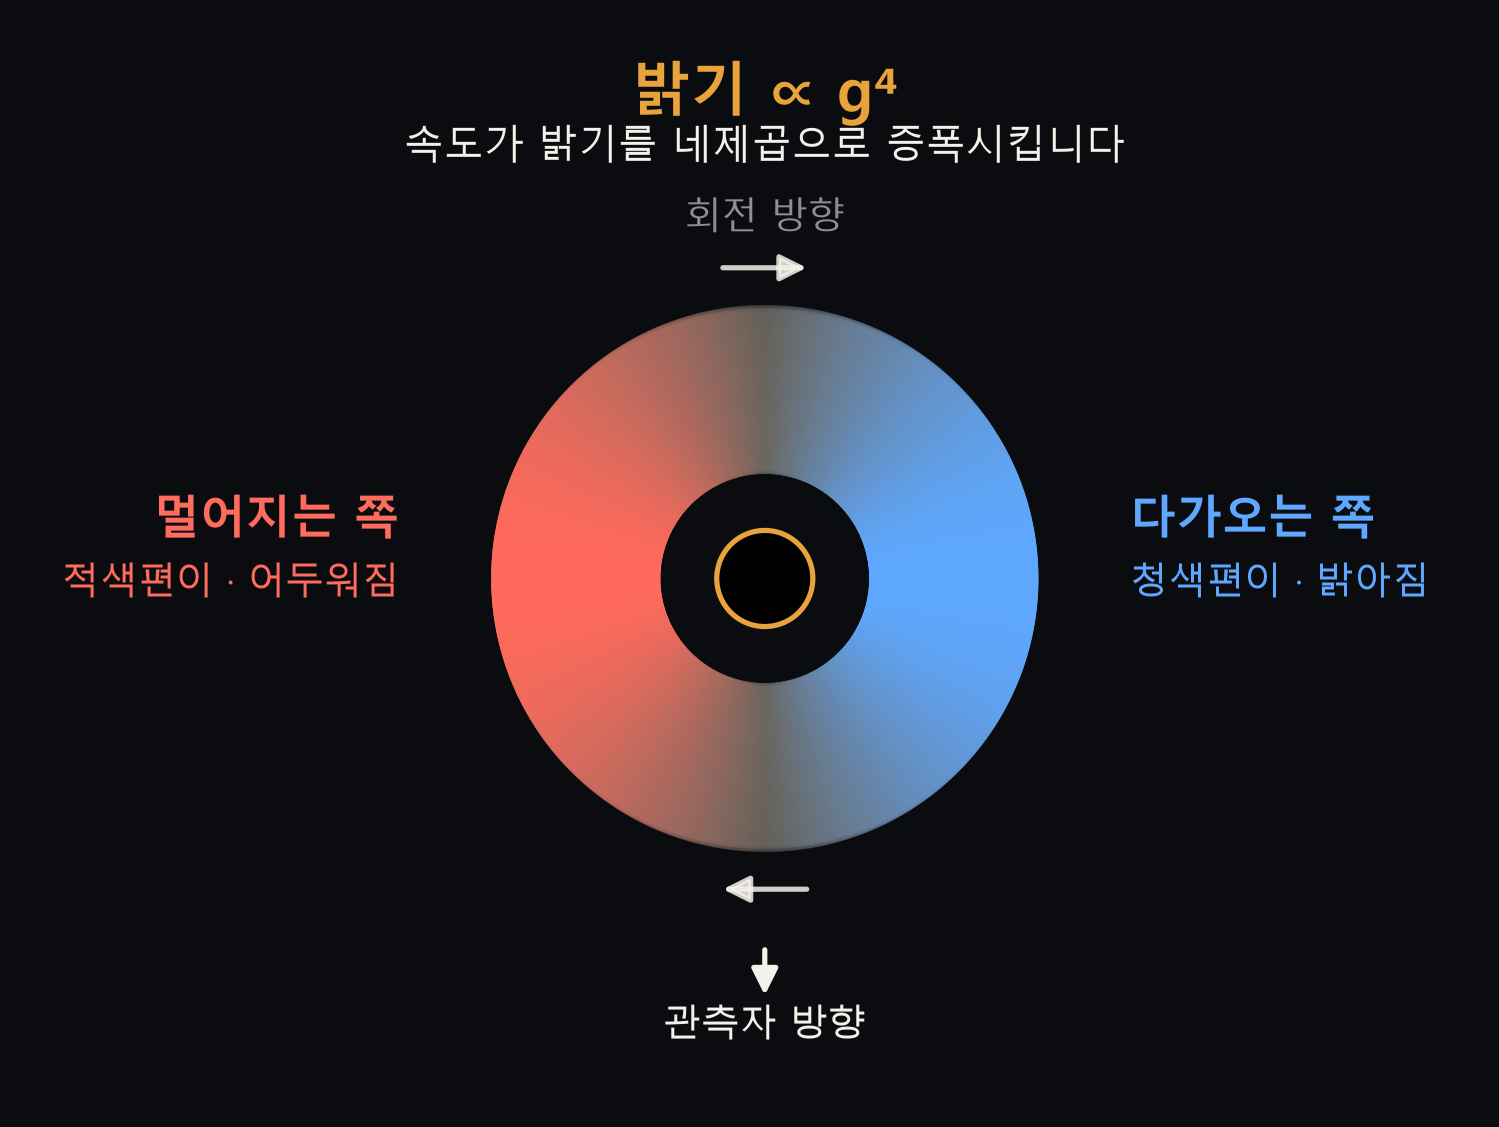 밝기 ∝ g⁴
속도가 밝기를 네제곱으로 증폭시킵니다
회전 방향
멀어지는 쪽
적색편이 · 어두워짐
다가오는 쪽
청색편이 · 밝아짐
관측자 방향